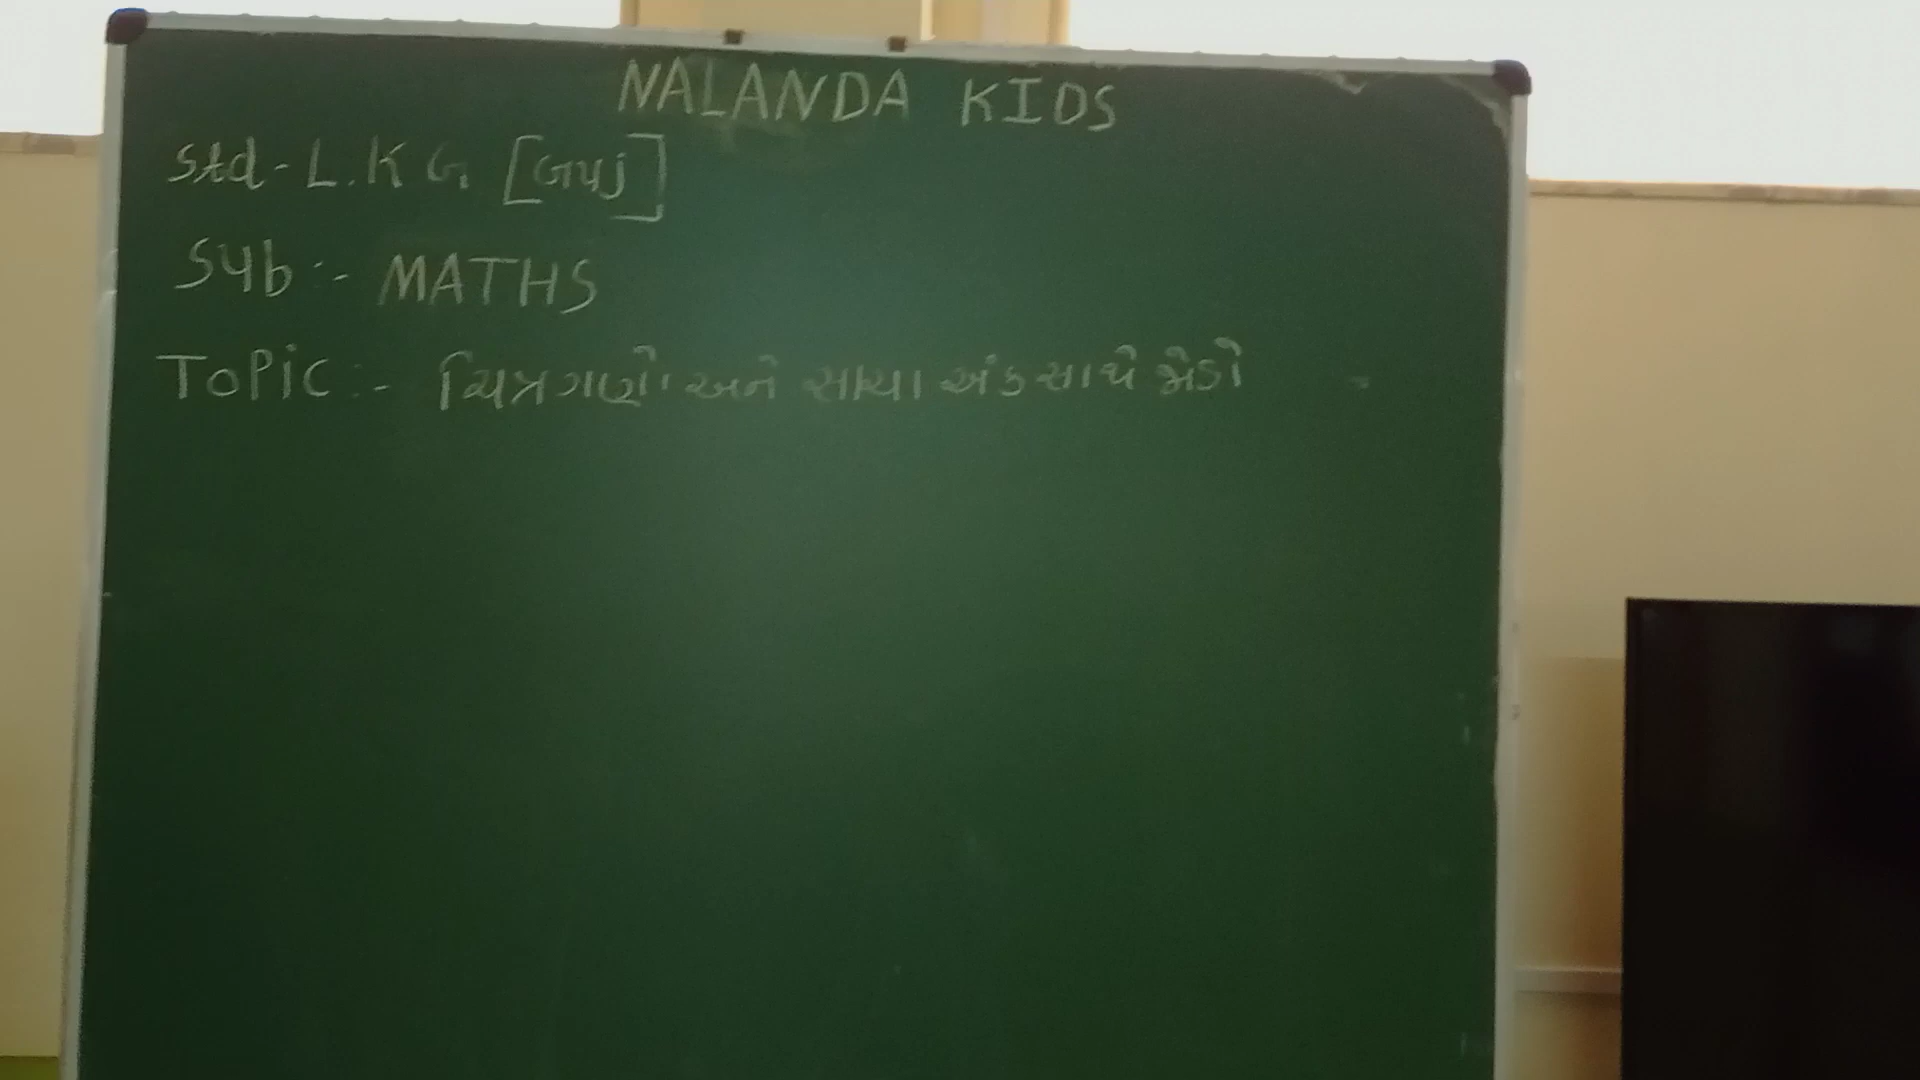 NALANDA KIDS
Std - L.K G. [Guj]
Sub :- MATHS
Topic :- ચિત્ર ગણો અને સાચા અંક સાથે જોડો